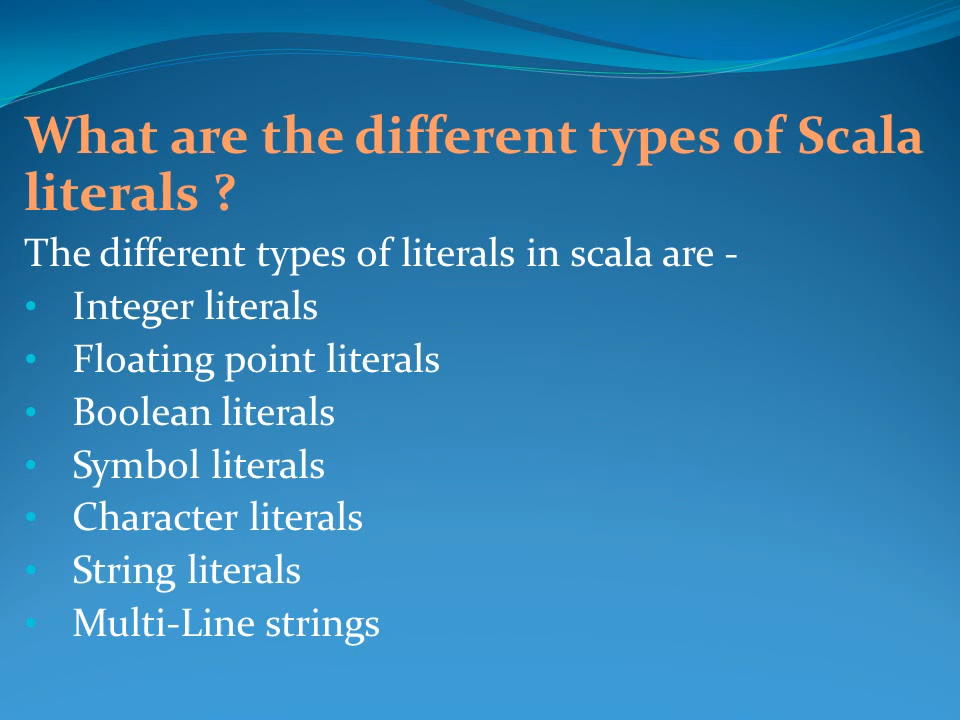 What are the different types of Scala
literals ?
The different types of literals in scala are -
• Integer literals
• Floating point literals
• Boolean literals
• Symbol literals
• Character literals
• String literals
• Multi-Line strings